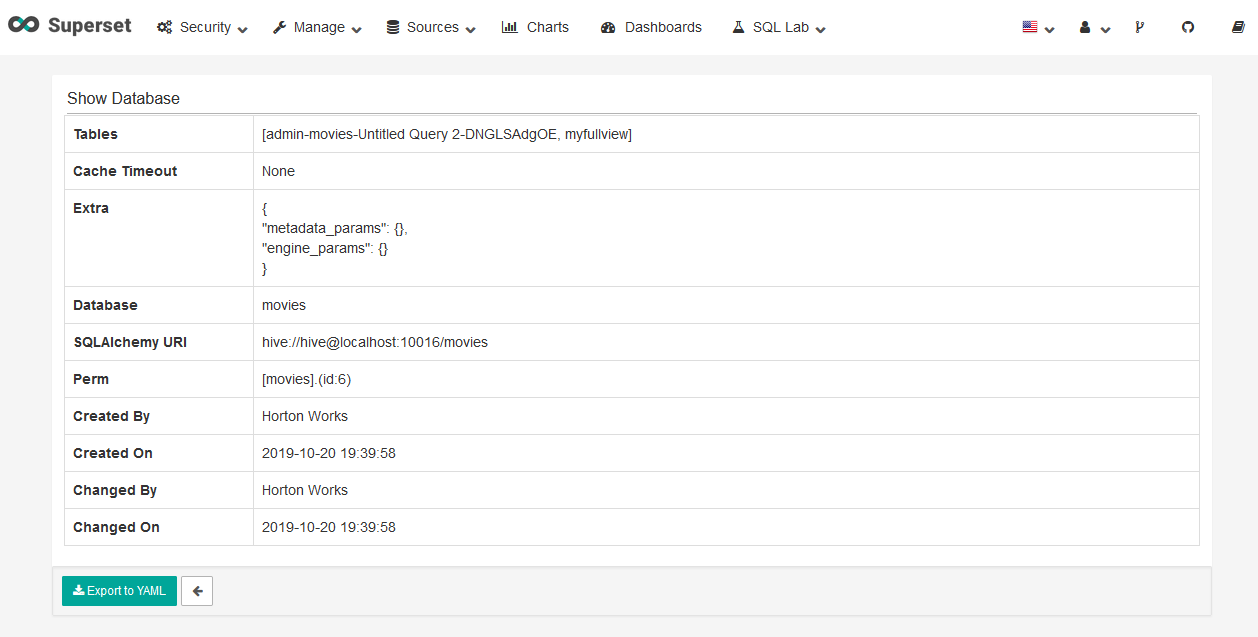 Superset Security Manage Sources Charts Dashboards SQL Lab
Show Database
Tables [admin-movies-Untitled Query 2-DNGLSAdgOE, myfullview]
Cache Timeout None
Extra {
"metadata_params": {},
"engine_params": {}
}
Database movies
SQLAlchemy URI hive://hive@localhost:10016/movies
Perm [movies].(id:6)
Created By Horton Works
Created On 2019-10-20 19:39:58
Changed By Horton Works
Changed On 2019-10-20 19:39:58
Export to YAML